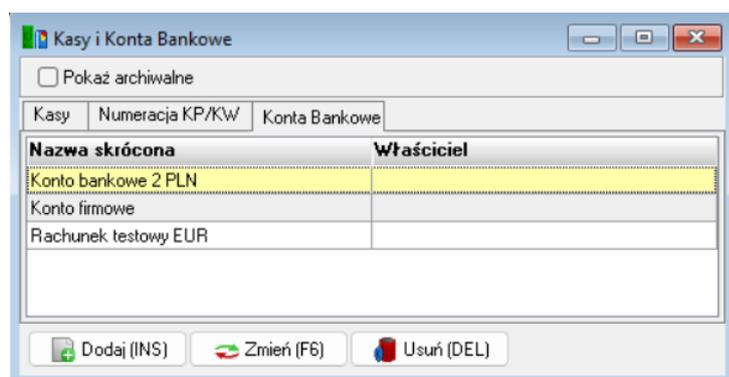 Kasy i Konta Bankowe
Pokaż archiwalne
Kasy Numeracja KP/KW Konta Bankowe
Nazwa skrócona Właściciel
Konto bankowe 2 PLN
Konto firmowe
Rachunek testowy EUR
Dodaj (INS) Zmień (F6) Usuń (DEL)